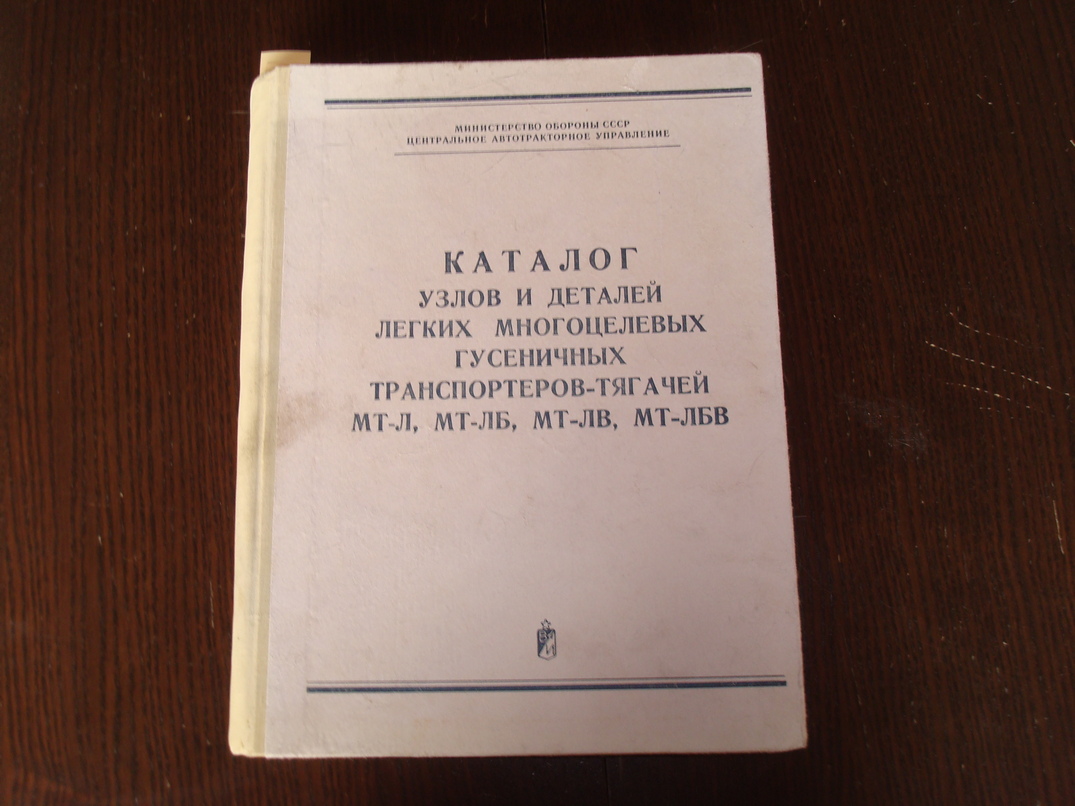 МИНИСТЕРСТВО ОБОРОНЫ СССР
ЦЕНТРАЛЬНОЕ АВТОТРАКТОРНОЕ УПРАВЛЕНИЕ
КАТАЛОГ
УЗЛОВ И ДЕТАЛЕЙ
ЛЕГКИХ МНОГОЦЕЛЕВЫХ
ГУСЕНИЧНЫХ
ТРАНСПОРТЕРОВ-ТЯГАЧЕЙ
МТ-Л, МТ-ЛБ, МТ-ЛВ, МТ-ЛБВ